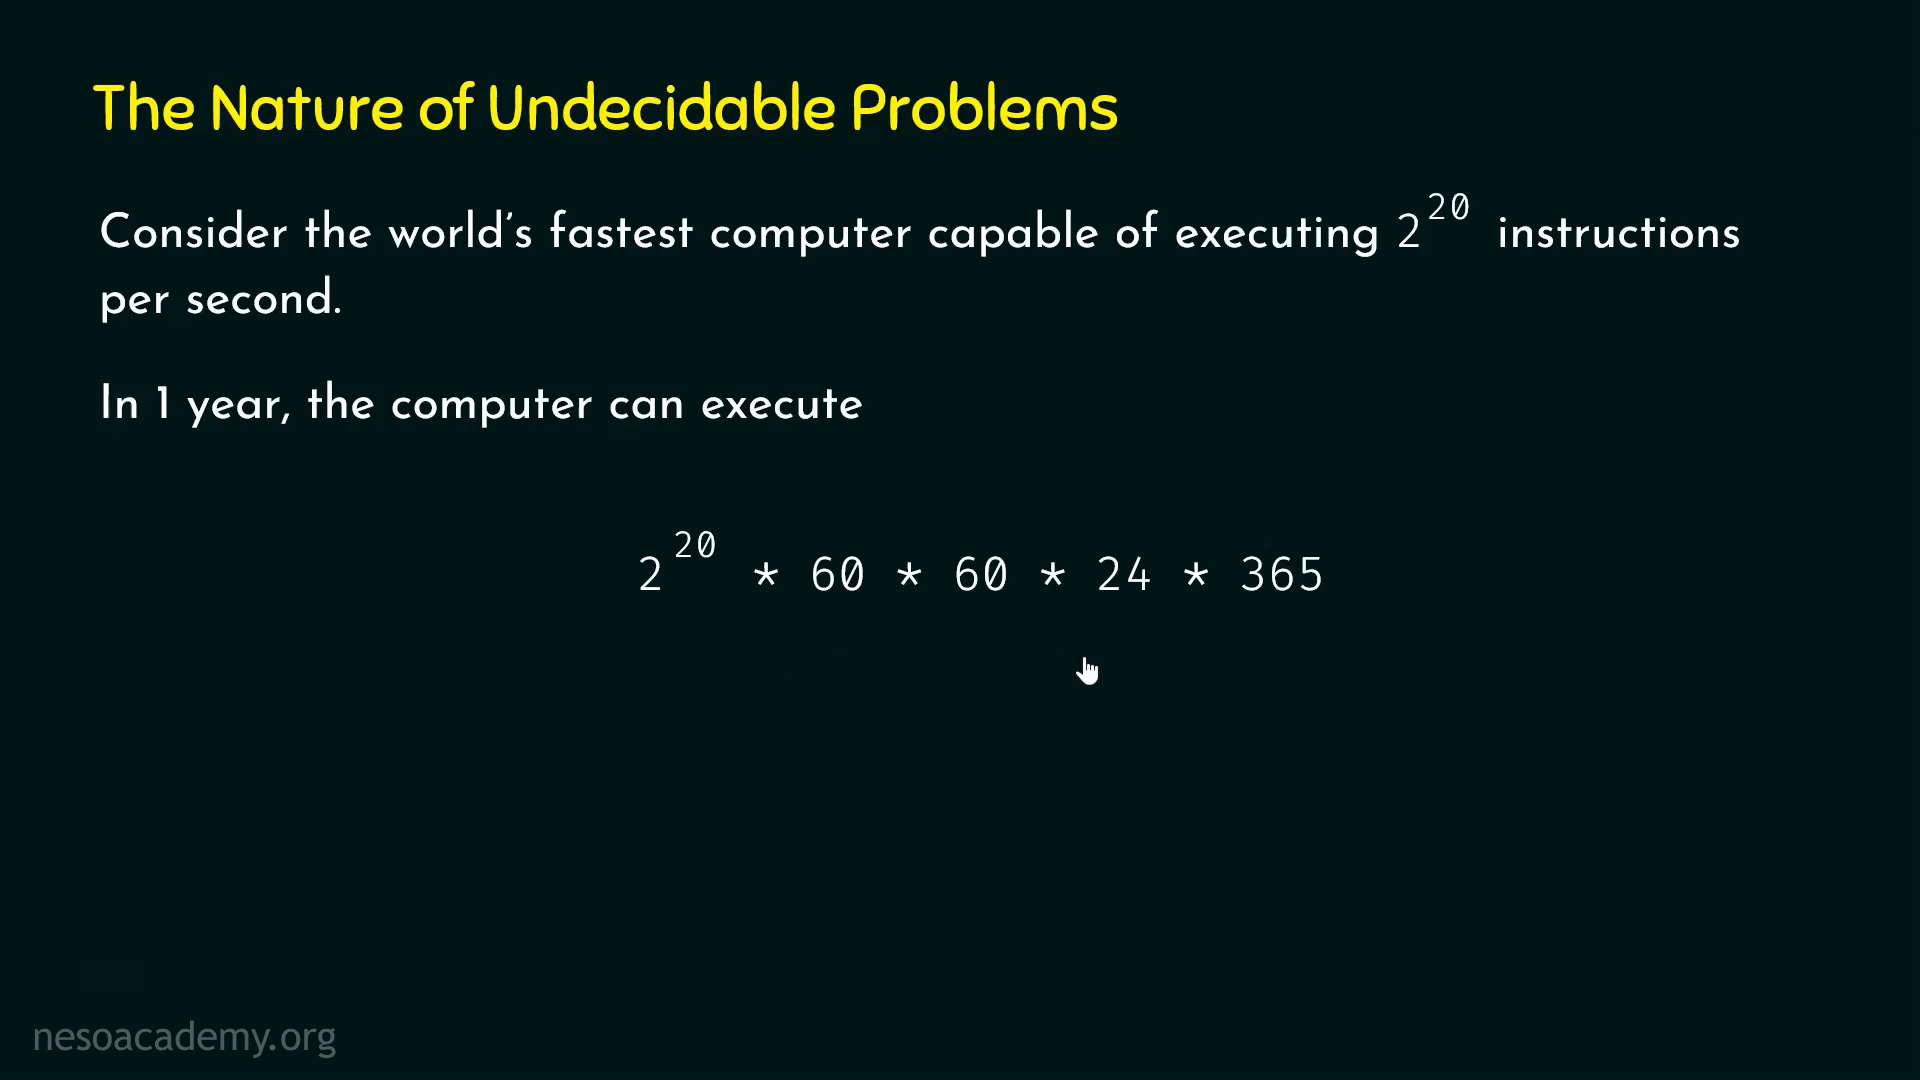 The Nature of Undecidable Problems
Consider the world's fastest computer capable of executing 2^20 instructions
per second.
In 1 year, the computer can execute
2^20 * 60 * 60 * 24 * 365
nesoacademy.org